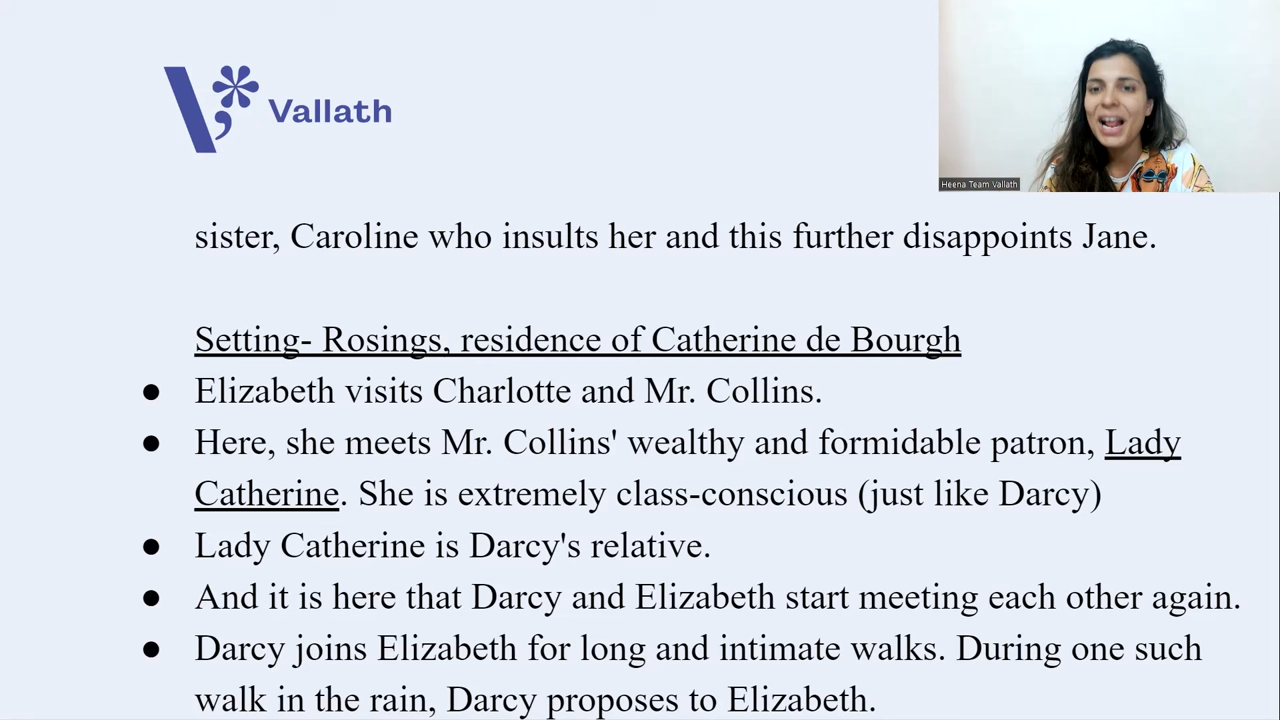 Vallath
Heena Team Vallath
sister, Caroline who insults her and this further disappoints Jane.
Setting- Rosings, residence of Catherine de Bourgh
● Elizabeth visits Charlotte and Mr. Collins.
● Here, she meets Mr. Collins' wealthy and formidable patron, Lady
Catherine. She is extremely class-conscious (just like Darcy)
● Lady Catherine is Darcy's relative.
● And it is here that Darcy and Elizabeth start meeting each other again.
● Darcy joins Elizabeth for long and intimate walks. During one such
walk in the rain, Darcy proposes to Elizabeth.